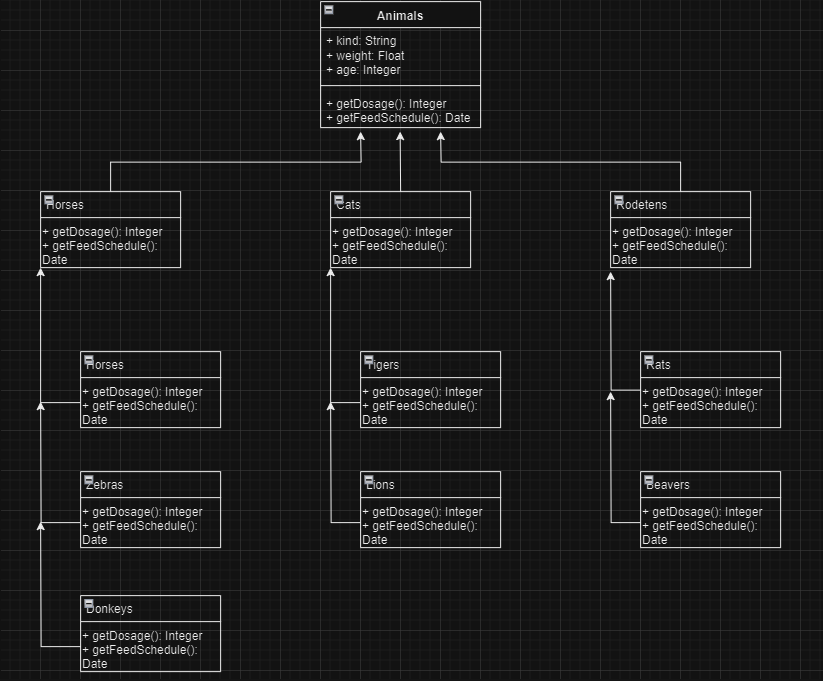 Animals
+ kind: String
+ weight: Float
+ age: Integer
+ getDosage(): Integer
+ getFeedSchedule(): Date
Horses
+ getDosage(): Integer
+ getFeedSchedule():
Date
Cats
+ getDosage(): Integer
+ getFeedSchedule():
Date
Rodetens
+ getDosage(): Integer
+ getFeedSchedule():
Date
Horses
+ getDosage(): Integer
+ getFeedSchedule():
Date
Tigers
+ getDosage(): Integer
+ getFeedSchedule():
Date
Rats
+ getDosage(): Integer
+ getFeedSchedule():
Date
Zebras
+ getDosage(): Integer
+ getFeedSchedule():
Date
Lions
+ getDosage(): Integer
+ getFeedSchedule():
Date
Beavers
+ getDosage(): Integer
+ getFeedSchedule():
Date
Donkeys
+ getDosage(): Integer
+ getFeedSchedule():
Date